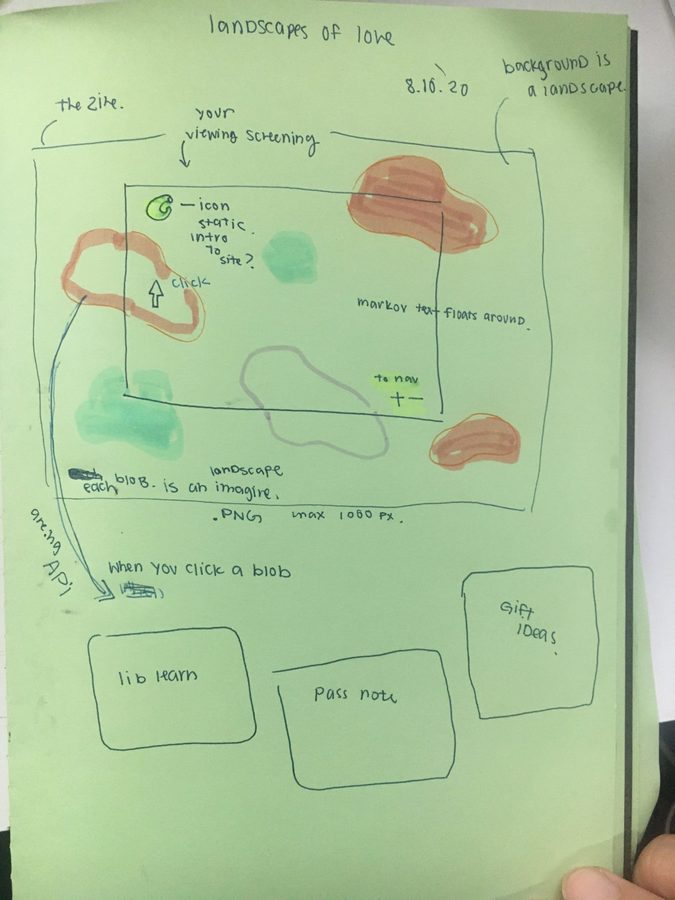 landscapes of love
8.10.20
background is
a landscape.
the zine.
your
viewing screening
icon
static.
intro
to
site?
click
markov text floats around.
to nav
+ -
each blob. is an imagire.
landscape
.PNG max 1000 px.
are.na
API
when you click a blob
lib learn
pass note
Gift
ideas.